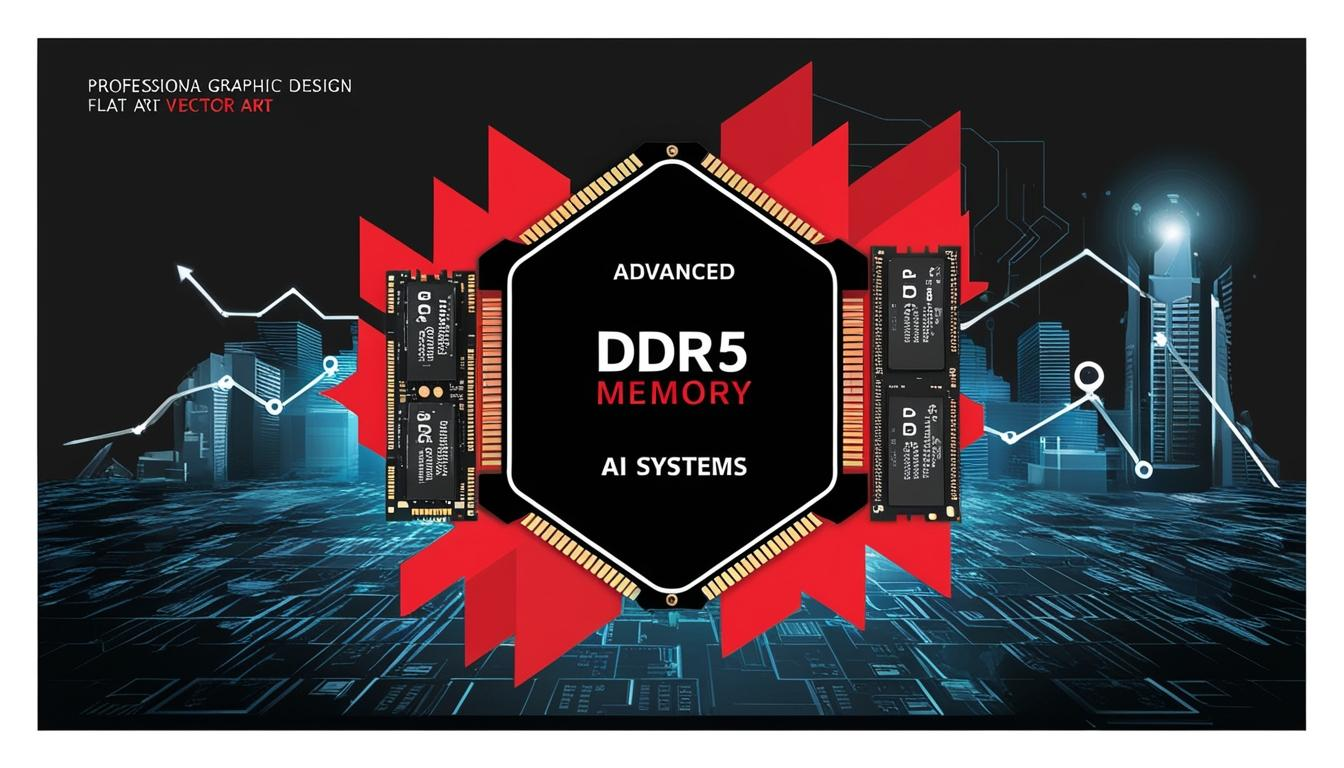 PROFESSIONA GRAPHIC DESIGN
FLAT ART VECTOR ART
ADVANCED
DDR5
MEMORY
AI SYSTEMS